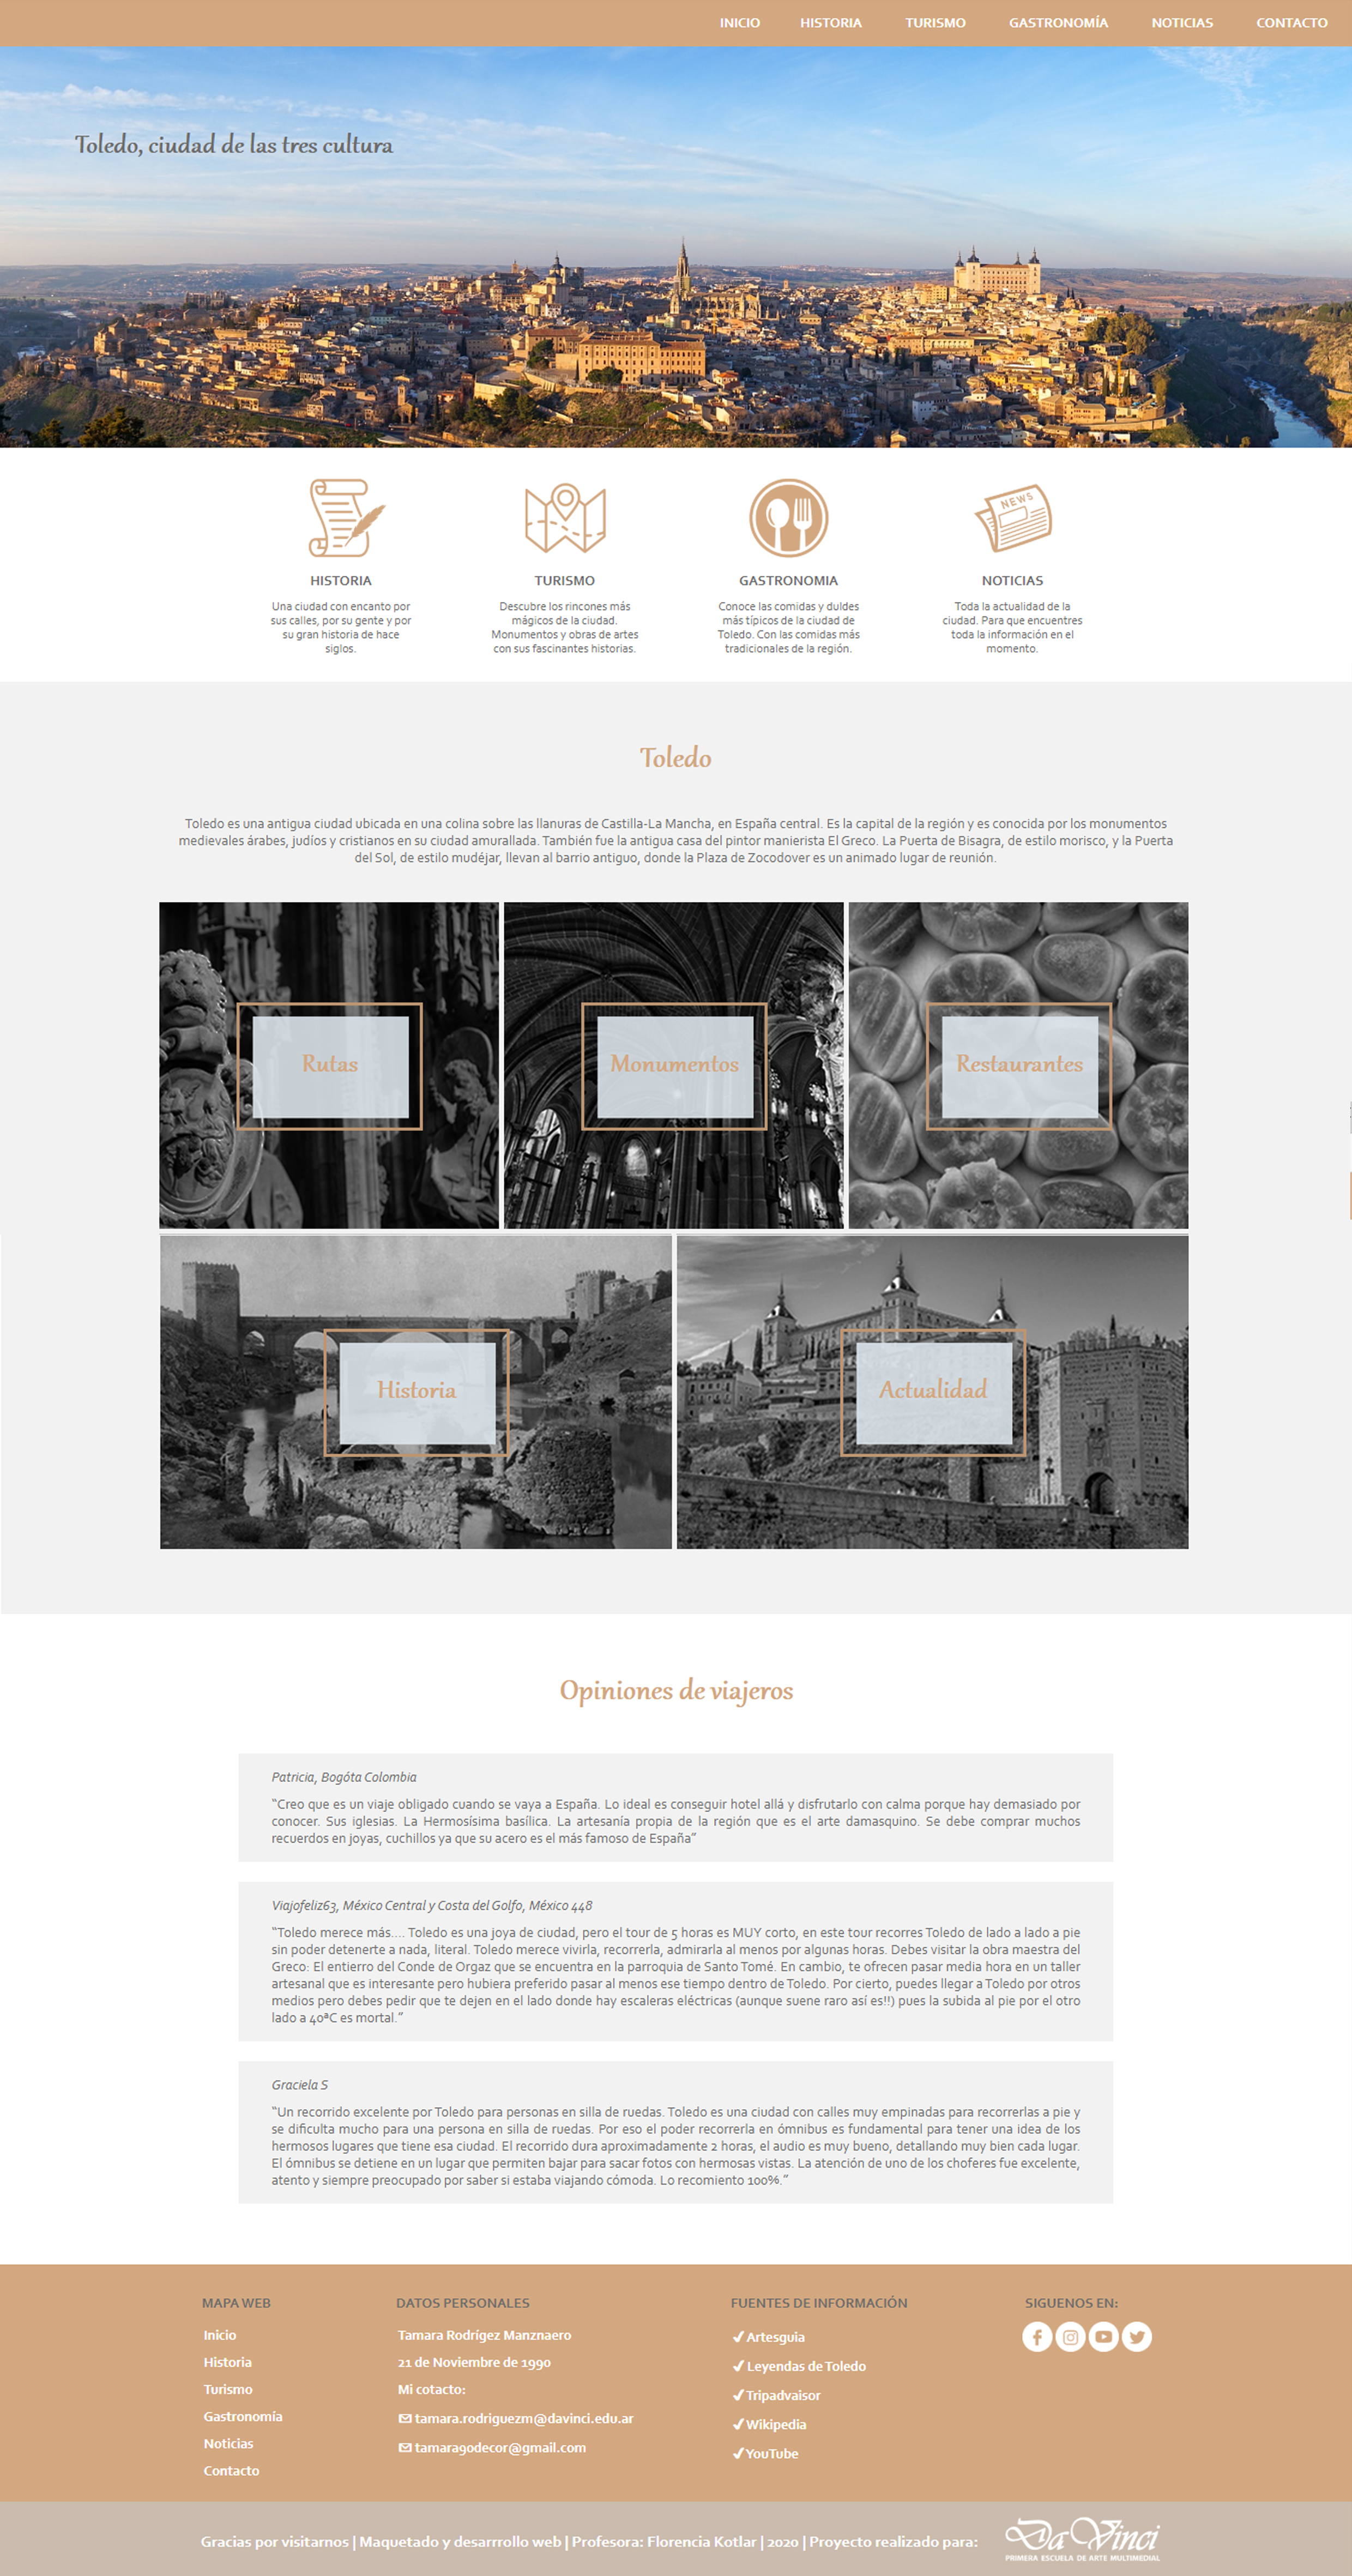 INICIO HISTORIA TURISMO GASTRONOMÍA NOTICIAS CONTACTO
Toledo, ciudad de las tres cultura
NEWS
HISTORIA
Una ciudad con encanto por
sus calles, por su gente y por
su gran historia de hace
siglos.
TURISMO
Descubre los rincones más
mágicos de la ciudad.
Monumentos y obras de artes
con sus fascinantes historias.
GASTRONOMIA
Conoce las comidas y duldes
más típicos de la ciudad de
Toledo. Con las comidas más
tradicionales de la región.
NOTICIAS
Toda la actualidad de la
ciudad. Para que encuentres
toda la información en el
momento.
Toledo
Toledo es una antigua ciudad ubicada en una colina sobre las llanuras de Castilla-La Mancha, en España central. Es la capital de la región y es conocida por los monumentos
medievales árabes, judíos y cristianos en su ciudad amurallada. También fue la antigua casa del pintor manierista El Greco. La Puerta de Bisagra, de estilo morisco, y la Puerta
del Sol, de estilo mudéjar, llevan al barrio antiguo, donde la Plaza de Zocodover es un animado lugar de reunión.
Rutas
Monumentos
Restaurantes
Historia
Actualidad
Opiniones de viajeros
Patricia, Bogóta Colombia
“Creo que es un viaje obligado cuando se vaya a España. Lo ideal es conseguir hotel allá y disfrutarlo con calma porque hay demasiado por
conocer. Sus iglesias. La Hermosísima basílica. La artesanía propia de la región que es el arte damasquino. Se debe comprar muchos
recuerdos en joyas, cuchillos ya que su acero es el más famoso de España”
Viajofeliz63, México Central y Costa del Golfo, México 448
“Toledo merece más.... Toledo es una joya de ciudad, pero el tour de 5 horas es MUY corto, en este tour recorres Toledo de lado a lado a pie
sin poder detenerte a nada, literal. Toledo merece vivirla, recorrerla, admirarla al menos por algunas horas. Debes visitar la obra maestra del
Greco: El entierro del Conde de Orgaz que se encuentra en la parroquia de Santo Tomé. En cambio, te ofrecen pasar media hora en un taller
artesanal que es interesante pero hubiera preferido pasar al menos ese tiempo dentro de Toledo. Por cierto, puedes llegar a Toledo por otros
medios pero debes pedir que te dejen en el lado donde hay escaleras eléctricas (aunque suene raro así es!!) pues la subida al pie por el otro
lado a 40ªC es mortal.”
Graciela S
“Un recorrido excelente por Toledo para personas en silla de ruedas. Toledo es una ciudad con calles muy empinadas para recorrerlas a pie y
se dificulta mucho para una persona en silla de ruedas. Por eso el poder recorrerla en ómnibus es fundamental para tener una idea de los
hermosos lugares que tiene esa ciudad. El recorrido dura aproximadamente 2 horas, el audio es muy bueno, detallando muy bien cada lugar.
El ómnibus se detiene en un lugar que permiten bajar para sacar fotos con hermosas vistas. La atención de uno de los choferes fue excelente,
atento y siempre preocupado por saber si estaba viajando cómoda. Lo recomiento 100%.”
MAPA WEB
Inicio
Historia
Turismo
Gastronomía
Noticias
Contacto
DATOS PERSONALES
Tamara Rodrígez Manznaero
21 de Noviembre de 1990
Mi cotacto:
tamara.rodriguezm@davinci.edu.ar
tamara90decor@gmail.com
FUENTES DE INFORMACIÓN
Artesguia
Leyendas de Toledo
Tripadvaisor
Wikipedia
YouTube
SIGUENOS EN:
Gracias por visitarnos | Maquetado y desarrrollo web | Profesora: Florencia Kotlar | 2020 | Proyecto realizado para:
Da Vinci
PRIMERA ESCUELA DE ARTE MULTIMEDIAL